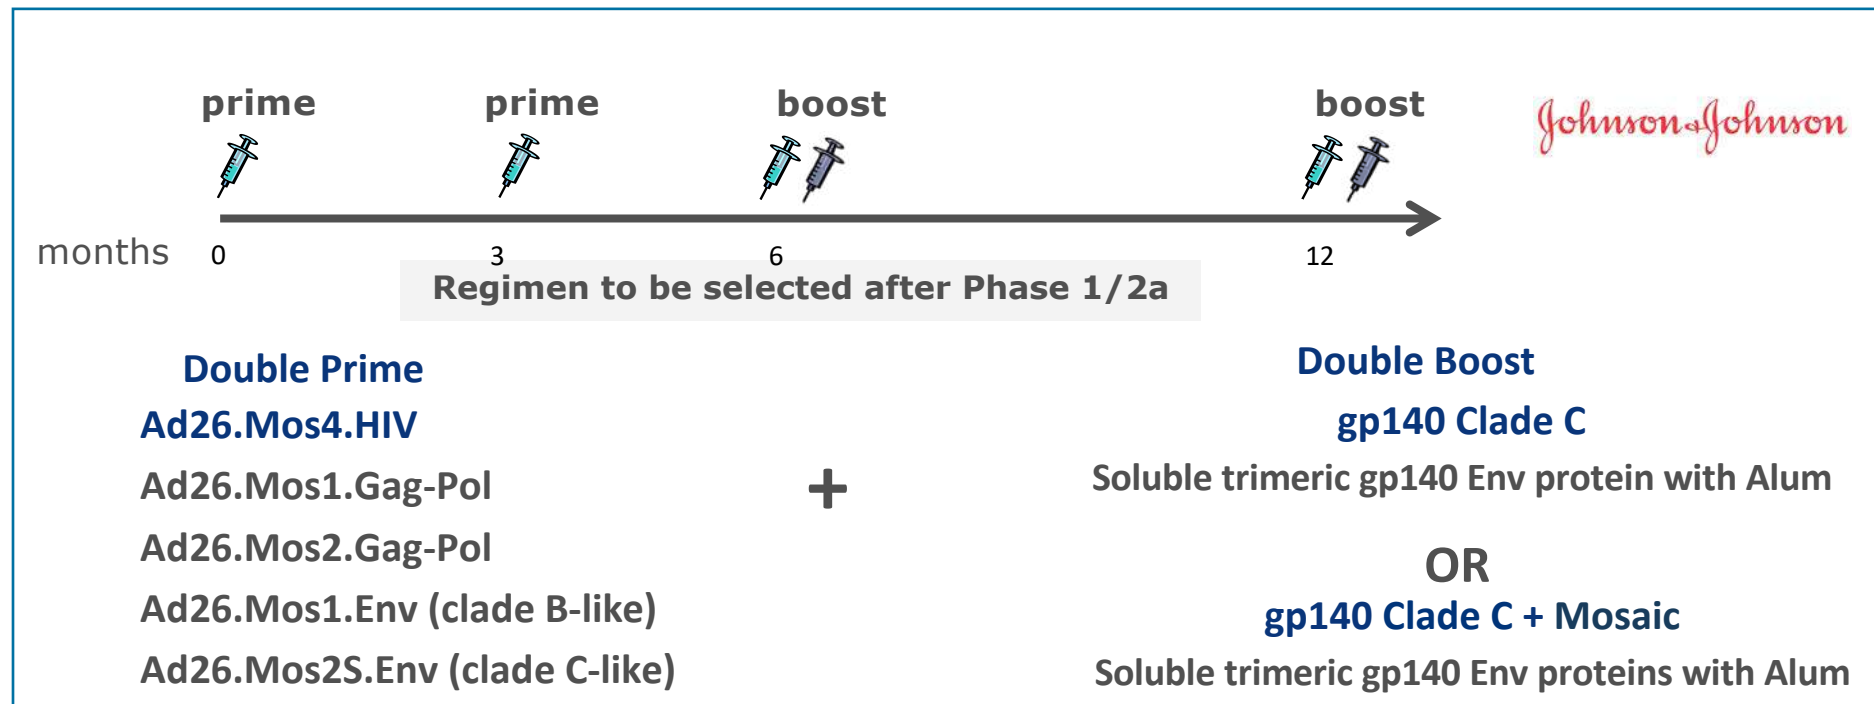 prime prime boost boost
Johnson & Johnson
months 0 3 6 12
Regimen to be selected after Phase 1/2a
Double Prime
Ad26.Mos4.HIV
Ad26.Mos1.Gag-Pol
Ad26.Mos2.Gag-Pol
Ad26.Mos1.Env (clade B-like)
Ad26.Mos2S.Env (clade C-like)
+
Double Boost
gp140 Clade C
Soluble trimeric gp140 Env protein with Alum
OR
gp140 Clade C + Mosaic
Soluble trimeric gp140 Env proteins with Alum